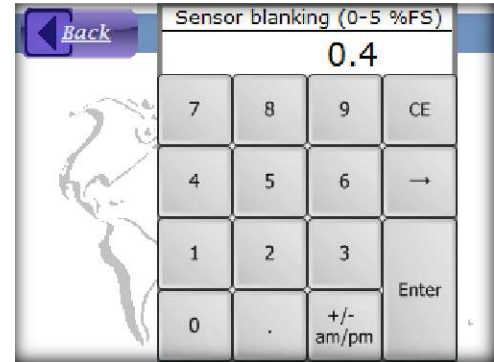 Back
Sensor blanking (0-5 %FS)
0.4
7 8 9 CE
4 5 6 →
1 2 3
Enter
0 . +/-
am/pm